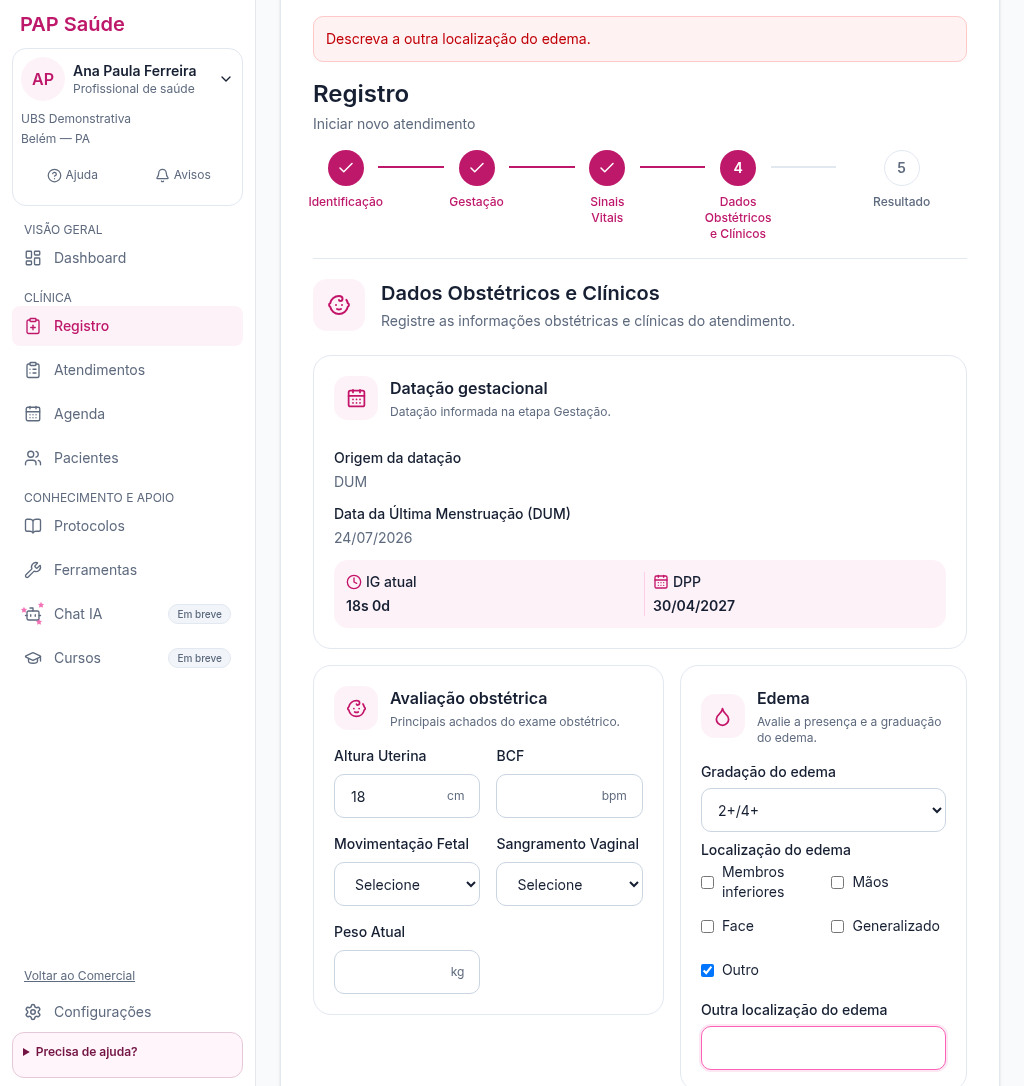 PAP Saúde
AP
Ana Paula Ferreira
Profissional de saúde
UBS Demonstrativa
Belém — PA
Ajuda
Avisos
VISÃO GERAL
Dashboard
CLÍNICA
Registro
Atendimentos
Agenda
Pacientes
CONHECIMENTO E APOIO
Protocolos
Ferramentas
Chat IA
Em breve
Cursos
Em breve
Voltar ao Comercial
Configurações
Precisa de ajuda?
Descreva a outra localização do edema.
Registro
Iniciar novo atendimento
Identificação
Gestação
Sinais
Vitais
4
Dados
Obstétricos
e Clínicos
5
Resultado
Dados Obstétricos e Clínicos
Registre as informações obstétricas e clínicas do atendimento.
Datação gestacional
Datação informada na etapa Gestação.
Origem da datação
DUM
Data da Última Menstruação (DUM)
24/07/2026
IG atual
18s 0d
DPP
30/04/2027
Avaliação obstétrica
Principais achados do exame obstétrico.
Altura Uterina
18 cm
BCF
bpm
Movimentação Fetal
Selecione
Sangramento Vaginal
Selecione
Peso Atual
kg
Edema
Avalie a presença e a graduação
do edema.
Gradação do edema
2+/4+
Localização do edema
Membros
inferiores
Mãos
Face
Generalizado
Outro
Outra localização do edema